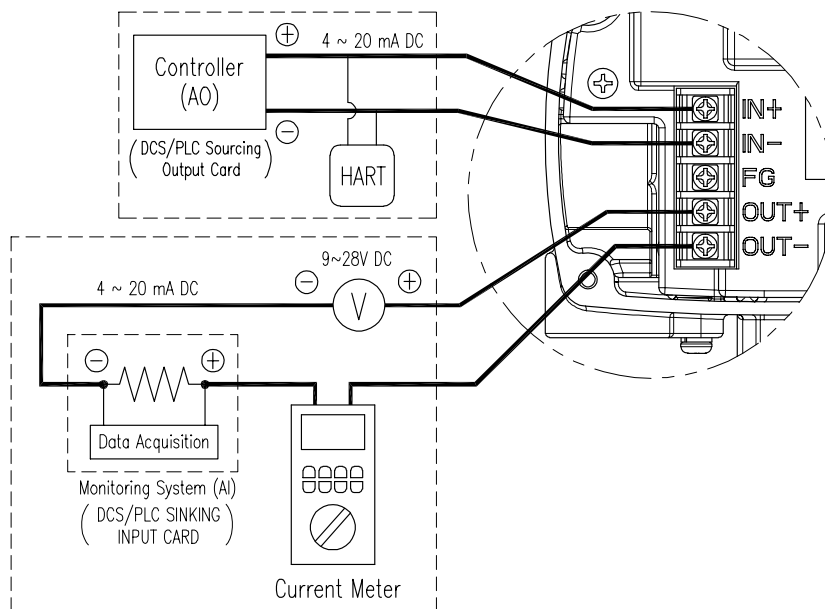 4 ~ 20 mA DC
Controller
(AO)
(DCS/PLC Sourcing
Output Card)
HART
IN+
IN-
FG
OUT+
OUT-
9~28V DC
4 ~ 20 mA DC
V
Data Acquisition
Monitoring System (AI)
(DCS/PLC SINKING
INPUT CARD)
Current Meter